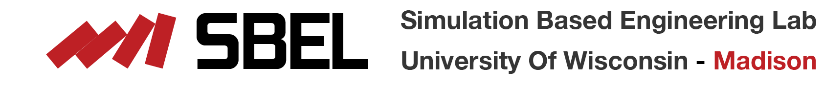 SBEL
Simulation Based Engineering Lab
University Of Wisconsin - Madison